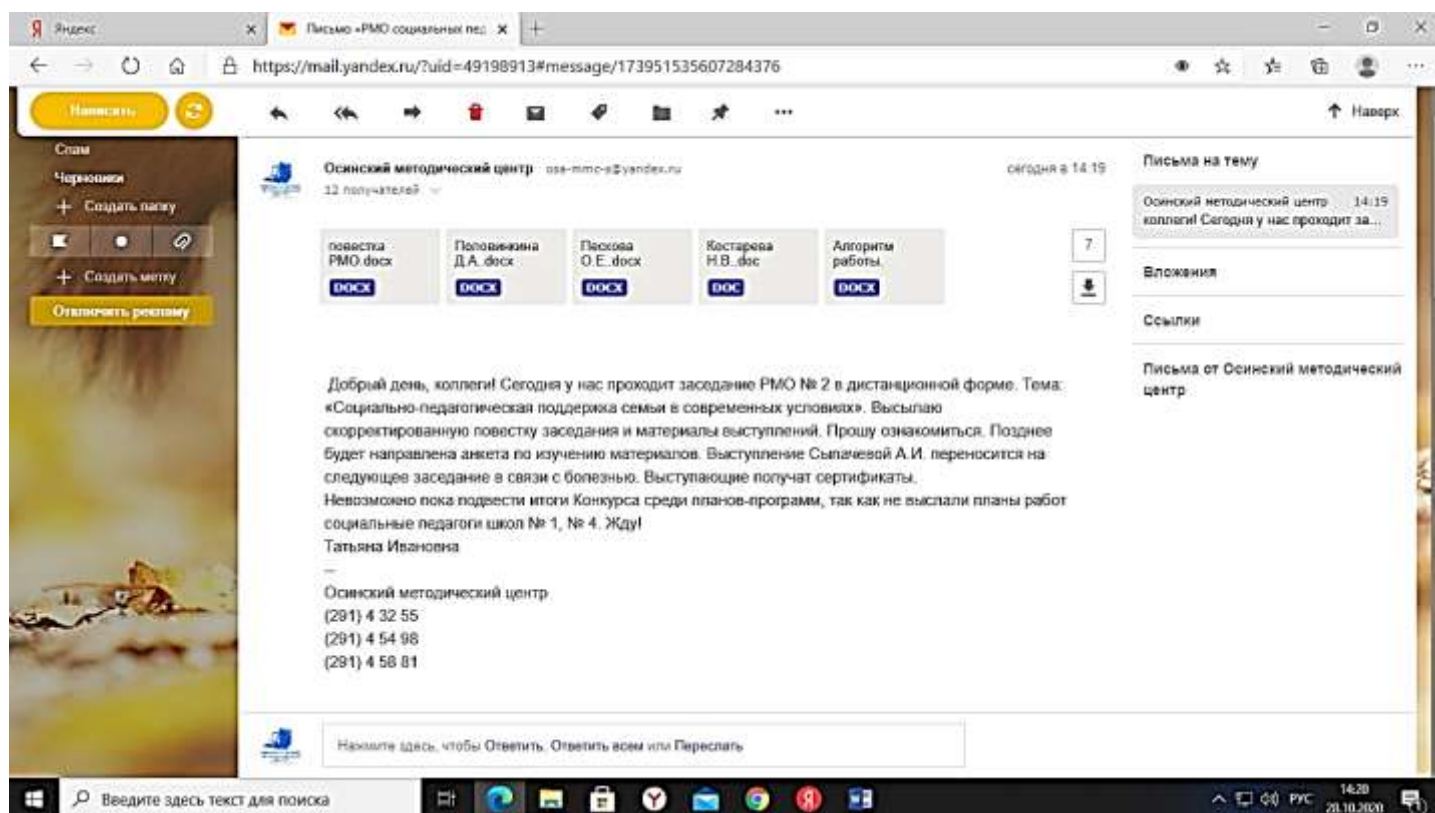 Яндекс
Письмо «РМО социальных пед
https://mail.yandex.ru/?uid=49198913#message/173951535607284376
Написать
Наверх
Спам
Черновики
+ Создать папку
+ Создать метку
Отключить рекламу
Осинский методический центр osa-mmc-s@yandex.ru
сегодня в 14:19
12 получателей
повестка РМО.docx
DOCX
Половинкина Д.А..docx
DOCX
Пескова О.Е..docx
DOCX
Костарева Н.В..doc
DOC
Алгоритм работы.
DOCX
7
Добрый день, коллеги! Сегодня у нас проходит заседание РМО № 2 в дистанционной форме. Тема:
«Социально-педагогическая поддержка семьи в современных условиях». Высылаю
скорректированную повестку заседания и материалы выступлений. Прошу ознакомиться. Позднее
будет направлена анкета по изучению материалов. Выступление Сыпачевой А.И. переносится на
следующее заседание в связи с болезнью. Выступающие получат сертификаты.
Невозможно пока подвести итоги Конкурса среди планов-программ, так как не выслали планы работ
социальные педагоги школ № 1, № 4. Жду!
Татьяна Ивановна
--
Осинский методический центр
(291) 4 32 55
(291) 4 54 98
(291) 4 58 81
Нажмите здесь, чтобы Ответить, Ответить всем или Переслать
Письма на тему
Осинский методический центр 14:19
коллеги! Сегодня у нас проходит за...
Вложения
Ссылки
Письма от Осинский методический
центр
Введите здесь текст для поиска
РУС
14:20
28.10.2020